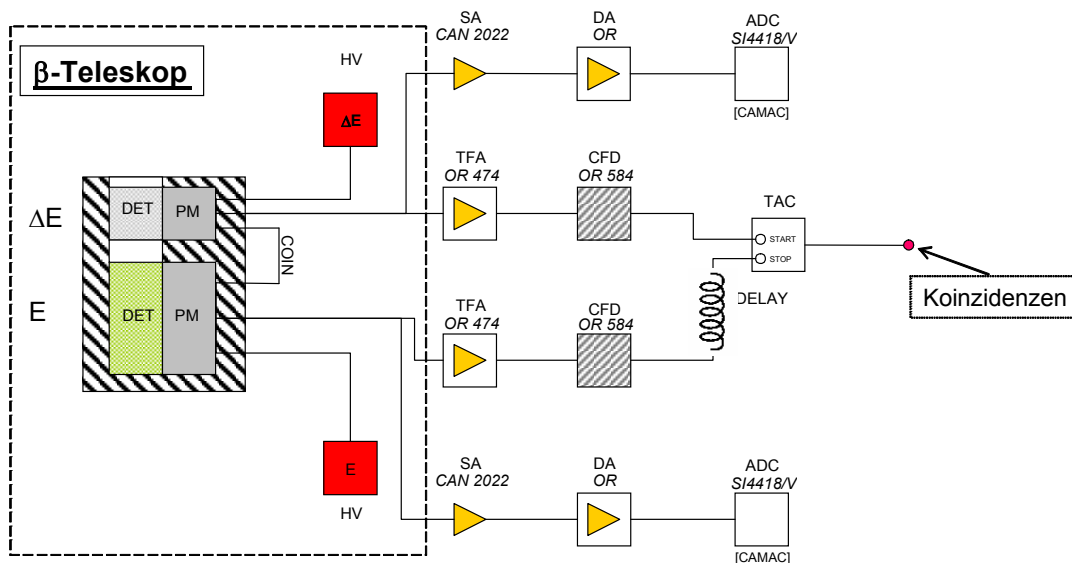 β-Teleskop
HV
ΔE
SA
CAN 2022
DA
OR
ADC
SI4418/V
[CAMAC]
ΔE
DET
PM
COIN
TFA
OR 474
CFD
OR 584
TAC
START
STOP
Koinzidenzen
DELAY
E
DET
PM
TFA
OR 474
CFD
OR 584
E
HV
SA
CAN 2022
DA
OR
ADC
SI4418/V
[CAMAC]